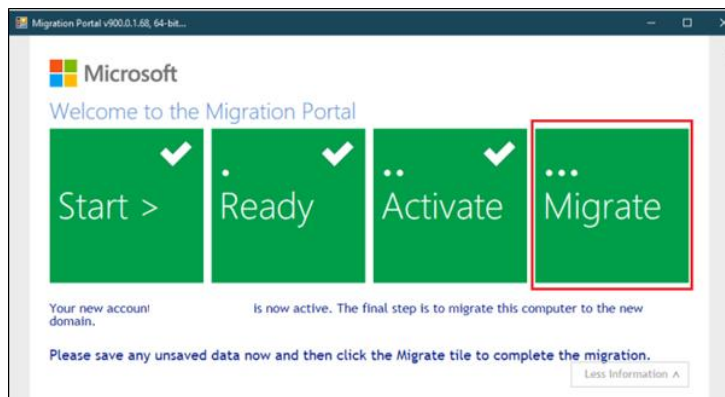 Migration Portal v900.0.1.68, 64-bit...
Microsoft
Welcome to the Migration Portal
Start > Ready Activate Migrate
Your new account is now active. The final step is to migrate this computer to the new
domain.
Please save any unsaved data now and then click the Migrate tile to complete the migration.
Less Information ∧